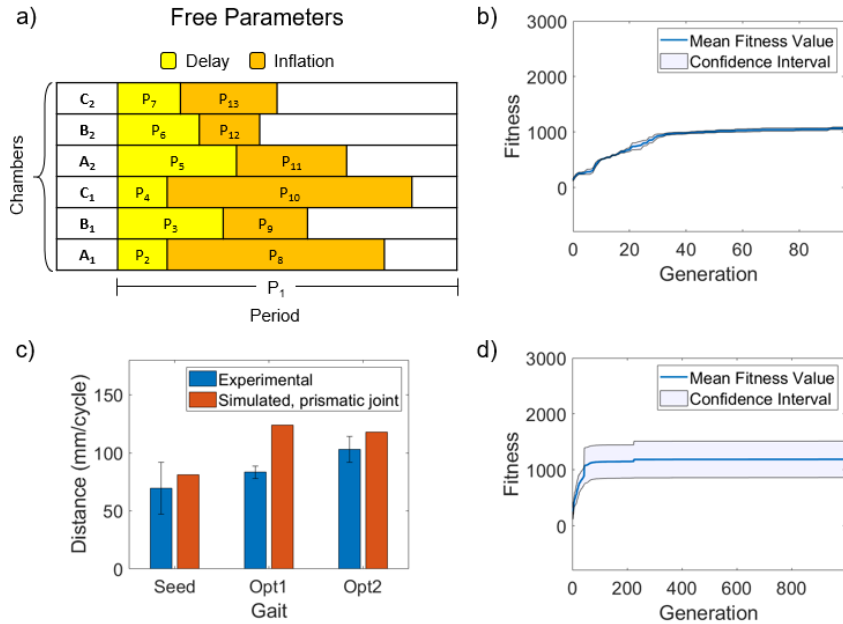 a)
Free Parameters
Delay
Inflation
Chambers
C2
P7
P13
B2
P6
P12
A2
P5
P11
C1
P4
P10
B1
P3
P9
A1
P2
P8
P1
Period
b)
3000
2000
1000
0
Fitness
Mean Fitness Value
Confidence Interval
0
20
40
60
80
Generation
c)
150
100
50
0
Distance (mm/cycle)
Experimental
Simulated, prismatic joint
Seed
Opt1
Opt2
Gait
d)
3000
2000
1000
0
Fitness
Mean Fitness Value
Confidence Interval
0
200
400
600
800
Generation